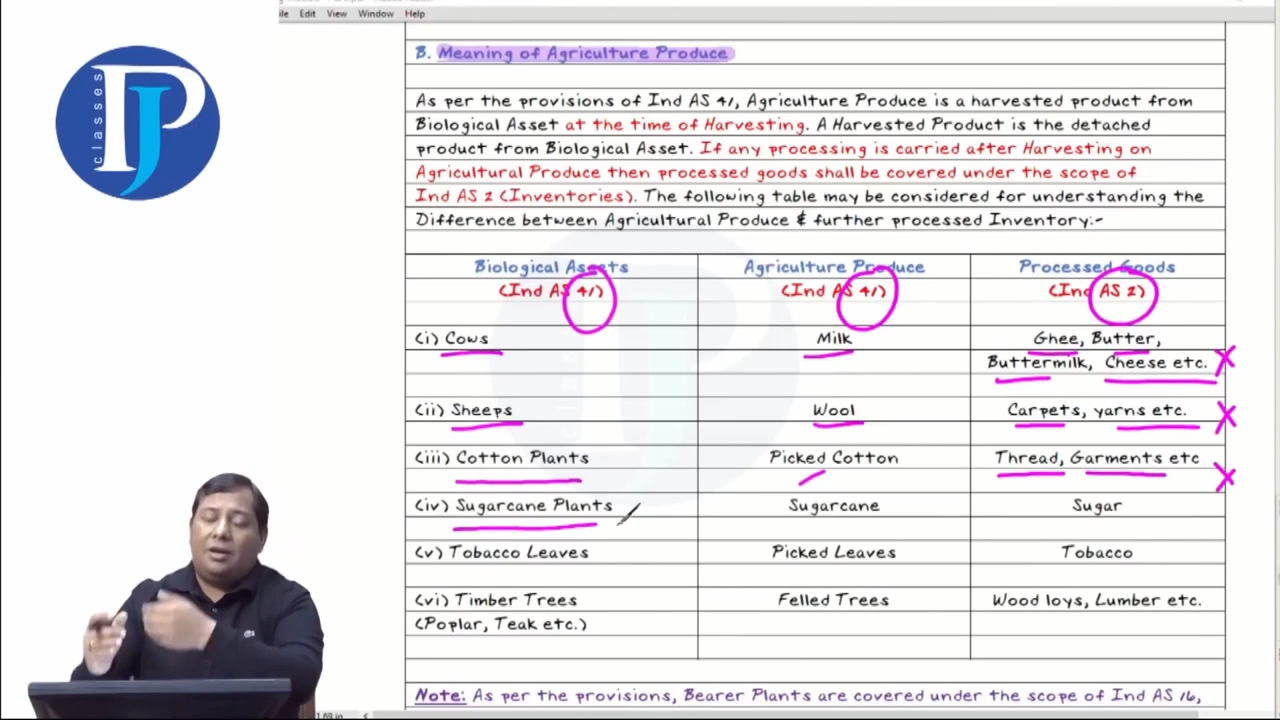 Edit View Window Help
classes
PJ
B. Meaning of Agriculture Produce
As per the provisions of Ind AS 41, Agriculture Produce is a harvested product from
Biological Asset at the time of Harvesting. A Harvested Product is the detached
product from Biological Asset. If any processing is carried after Harvesting on
Agricultural Produce then processed goods shall be covered under the scope of
Ind AS 2 (Inventories). The following table may be considered for understanding the
Difference between Agricultural Produce & further processed Inventory:-
Biological Assets Agriculture Produce Processed Goods
(Ind AS 41) (Ind AS 41) (Ind AS 2)
(i) Cows Milk Ghee, Butter,
Buttermilk, Cheese etc.
(ii) Sheeps Wool Carpets, yarns etc.
(iii) Cotton Plants Picked Cotton Thread, Garments etc
(iv) Sugarcane Plants Sugarcane Sugar
(v) Tobacco Leaves Picked Leaves Tobacco
(vi) Timber Trees Felled Trees Wood loys, Lumber etc.
(Poplar, Teak etc.)
Note: As per the provisions, Bearer Plants are covered under the scope of Ind AS 16,